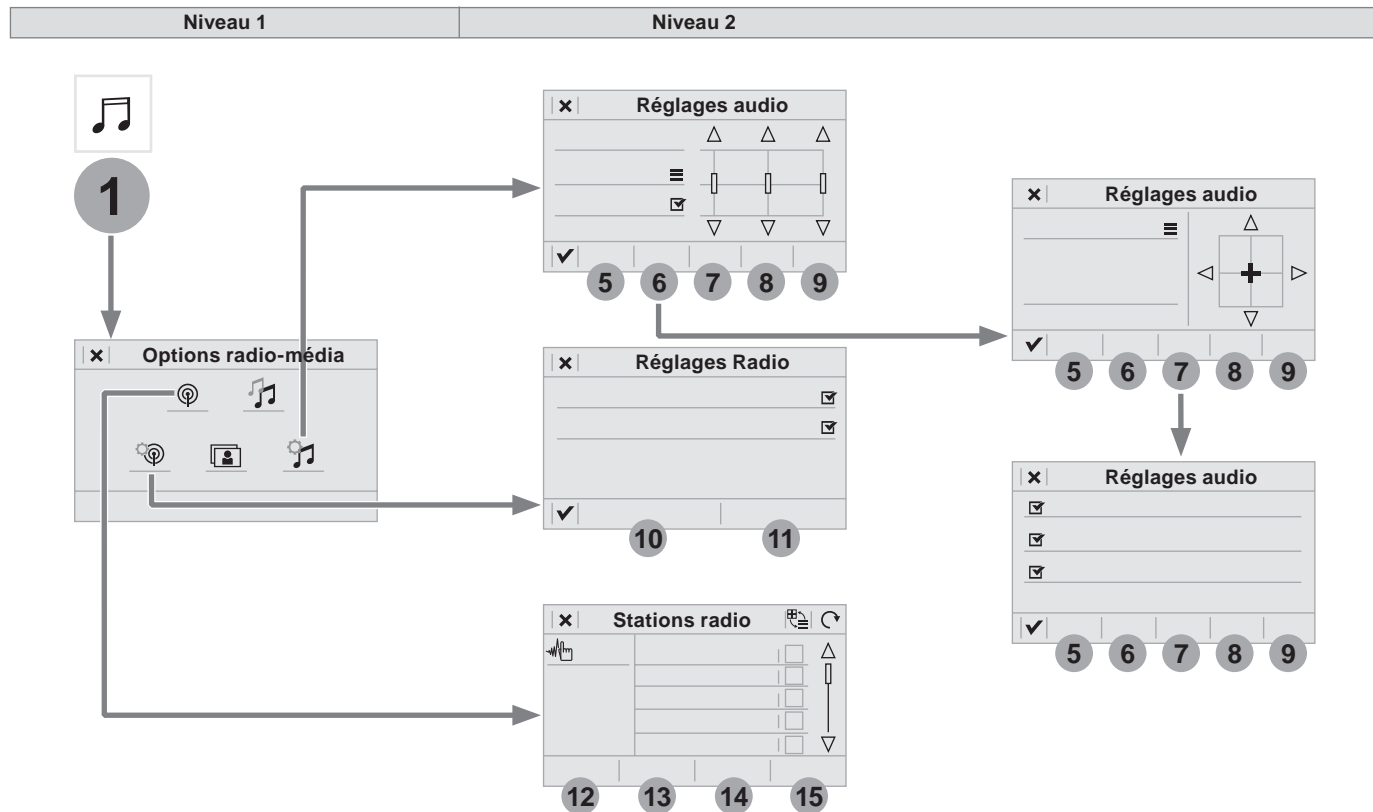 Niveau 1
Niveau 2
1
Options radio-média
Réglages audio
5 6 7 8 9
Réglages audio
5 6 7 8 9
Réglages Radio
10 11
Réglages audio
5 6 7 8 9
Stations radio
12 13 14 15